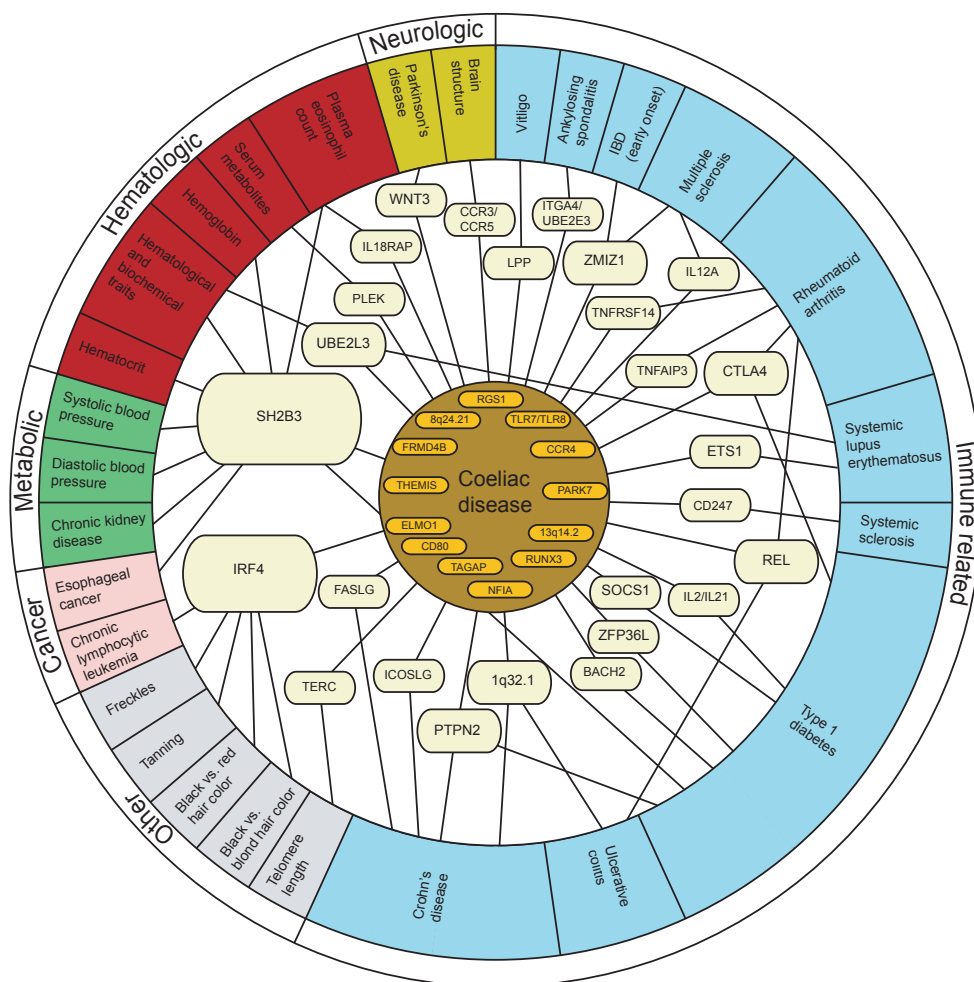 Neurologic
Hematologic
Metabolic
Cancer
Other
Immune related
Parkinson's
disease
Brain
structure
Vitligo
Ankylosing
spondalitis
IBD
(early onset)
Multiple
sclerosis
Rheumatoid
arthritis
Systemic
lupus
erythematosus
Systemic
sclerosis
Type 1
diabetes
Ulcerative
colitis
Crohn's
disease
Telomere
length
Black vs.
blond hair color
Black vs. red
hair color
Tanning
Freckles
Chronic
lymphocytic
leukemia
Esophageal
cancer
Chronic kidney
disease
Diastolic blood
pressure
Systolic blood
pressure
Hematocrit
Hematological
and
biochemical
traits
Hemoglobin
Serum
metabolites
Plasma
eosinophil
count
WNT3
CCR3/
CCR5
ITGA4/
UBE2E3
IL18RAP
LPP
ZMIZ1
IL12A
PLEK
TNFRSF14
UBE2L3
TNFAIP3
CTLA4
SH2B3
ETS1
CD247
REL
IRF4
FASLG
SOCS1
IL2/IL21
ZFP36L
BACH2
TERC
ICOSLG
1q32.1
PTPN2
RGS1
8q24.21
TLR7/TLR8
FRMD4B
CCR4
THEMIS
Coeliac
disease
PARK7
ELMO1
13q14.2
CD80
RUNX3
TAGAP
NFIA